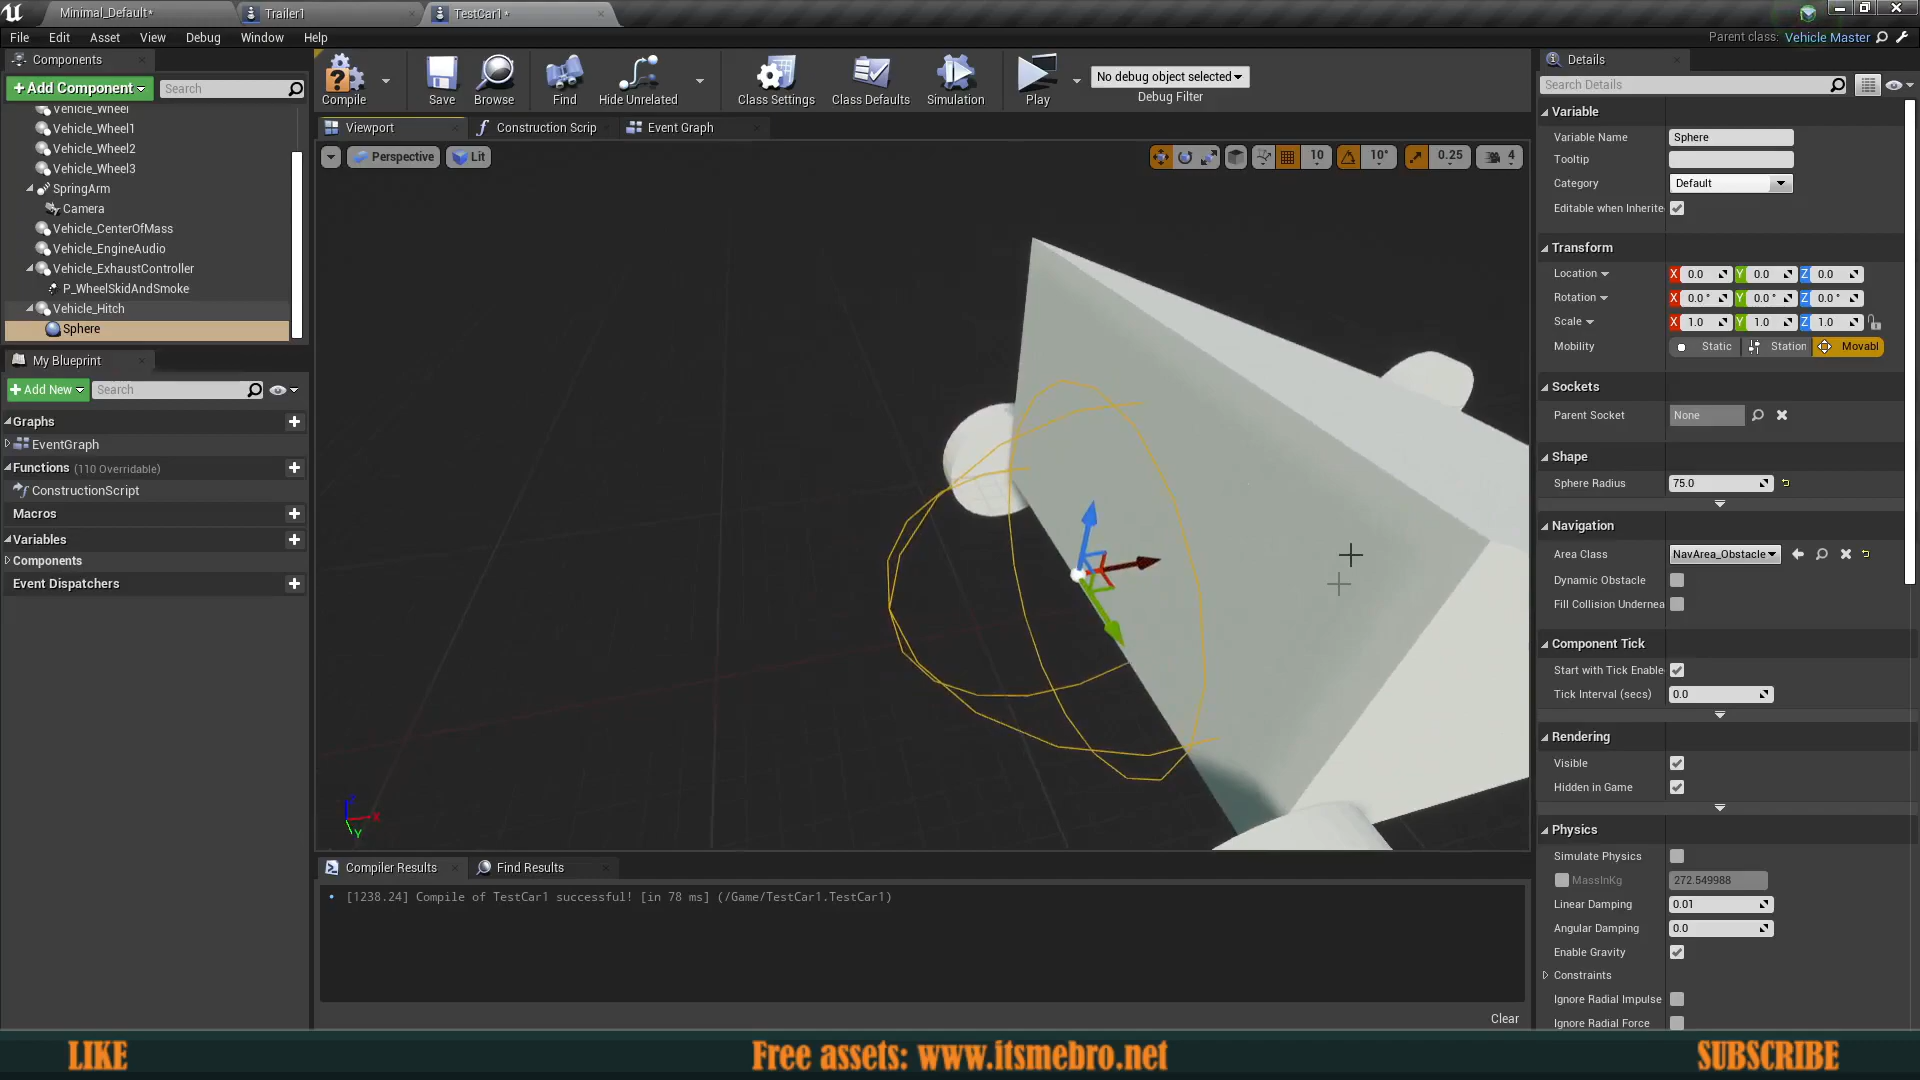 Minimal_Default*
Trailer1
TestCar1*
File Edit Asset View Debug Window Help
Parent class: Vehicle Master
Components
+Add Component
Search
Vehicle_Wheel
Vehicle_Wheel1
Vehicle_Wheel2
Vehicle_Wheel3
SpringArm
Camera
Vehicle_CenterOfMass
Vehicle_EngineAudio
Vehicle_ExhaustController
P_WheelSkidAndSmoke
Vehicle_Hitch
Sphere
My Blueprint
+Add New
Search
Graphs
EventGraph
Functions (110 Overridable)
ConstructionScript
Macros
Variables
Components
Event Dispatchers
Compile
Save
Browse
Find
Hide Unrelated
Class Settings
Class Defaults
Simulation
Play
No debug object selected
Debug Filter
Viewport
Construction Scrip
Event Graph
Perspective
Lit
10
10°
0.25
4
Z
X
Y
Compiler Results
Find Results
[1238.24] Compile of TestCar1 successful! [in 78 ms] (/Game/TestCar1.TestCar1)
Clear
Details
Search Details
Variable
Variable Name Sphere
Tooltip
Category Default
Editable when Inherite
Transform
Location X 0.0 Y 0.0 Z 0.0
Rotation X 0.0° Y 0.0° Z 0.0°
Scale X 1.0 Y 1.0 Z 1.0
Mobility Static Station Movabl
Sockets
Parent Socket None
Shape
Sphere Radius 75.0
Navigation
Area Class NavArea_Obstacle
Dynamic Obstacle
Fill Collision Undernea
Component Tick
Start with Tick Enable
Tick Interval (secs) 0.0
Rendering
Visible
Hidden in Game
Physics
Simulate Physics
MassInKg 272.549988
Linear Damping 0.01
Angular Damping 0.0
Enable Gravity
Constraints
Ignore Radial Impulse
Ignore Radial Force
LIKE
Free assets: www.itsmebro.net
SUBSCRIBE